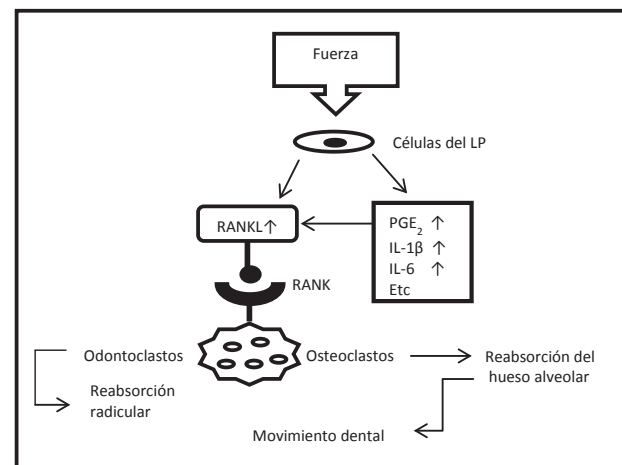 Fuerza
Células del LP
RANKL↑
PGE₂ ↑
IL-1β ↑
IL-6 ↑
Etc
RANK
Odontoclastos
Osteoclastos
Reabsorción del
hueso alveolar
Reabsorción
radicular
Movimiento dental